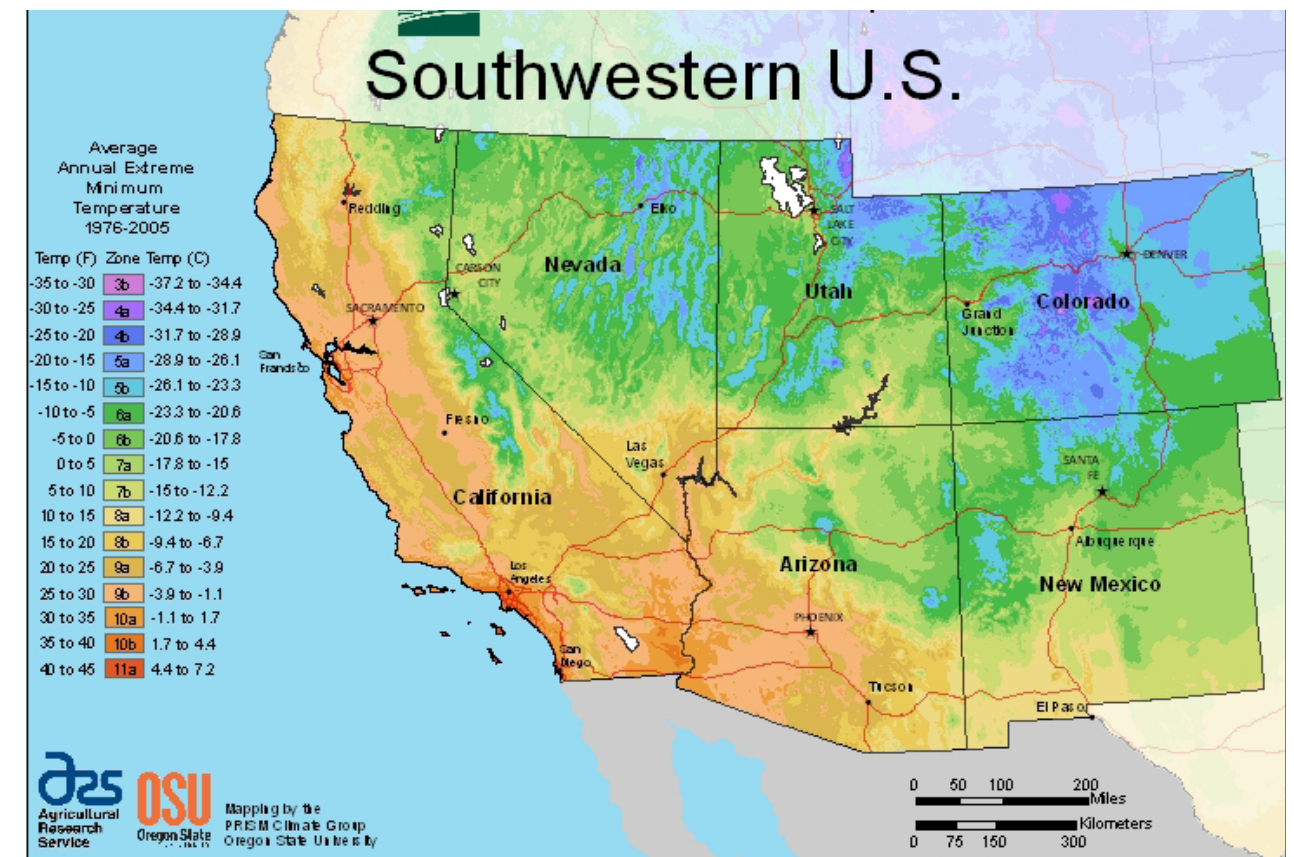 Southwestern U.S.
Average
Annual Extreme
Minimum
Temperature
1976-2005
Temp (F) Zone Temp (C)
-35 to -30 3b -37.2 to -34.4
-30 to -25 4a -34.4 to -31.7
-25 to -20 4b -31.7 to -28.9
-20 to -15 5a -28.9 to -26.1
-15 to -10 5b -26.1 to -23.3
-10 to -5 6a -23.3 to -20.6
-5 to 0 6b -20.6 to -17.8
0 to 5 7a -17.8 to -15
5 to 10 7b -15 to -12.2
10 to 15 8a -12.2 to -9.4
15 to 20 8b -9.4 to -6.7
20 to 25 9a -6.7 to -3.9
25 to 30 9b -3.9 to -1.1
30 to 35 10a -1.1 to 1.7
35 to 40 10b 1.7 to 4.4
40 to 45 11a 4.4 to 7.2
Redding
Elko
SALT
LAKE
CITY
CARSON
CITY
Nevada
Utah
DENVER
Colorado
Grand
Junction
SACRAMENTO
San
Francisco
Fresno
Las
Vegas
SANTA
FE
California
Albuquerque
Arizona
New Mexico
Los
Angeles
PHOENIX
San
Diego
Tucson
El Paso
ars
Agricultural
Research
Service
OSU
Oregon State
Mapping by the
PRISM Climate Group
Oregon State University
0 50 100 200
Miles
Kilometers
0 75 150 300